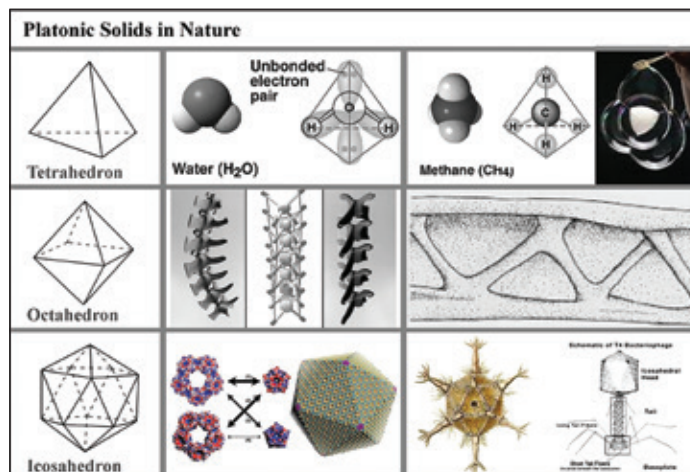 Platonic Solids in Nature
Tetrahedron
Unbonded
electron
pair
O
H
H
Water (H₂O)
H
C
H
H
H
Methane (CH₄)
Octahedron
Icosahedron
Schematic of T4 Bacteriophage
Icosahedral
Head
Tail
Baseplate